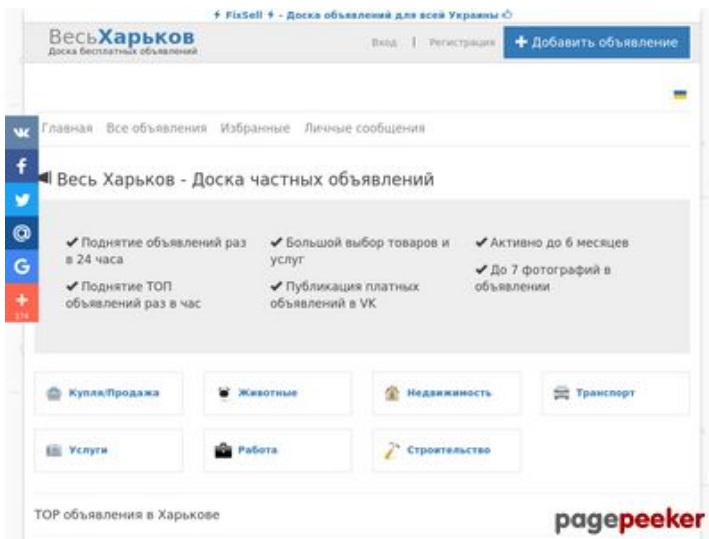 ⚡ FixSell ⚡ - Доска объявлений для всей Украины
ВесьХарьков
Доска бесплатных объявлений
Вход | Регистрация
+ Добавить объявление
Главная Все объявления Избранные Личные сообщения
Весь Харьков - Доска частных объявлений
✔ Поднятие объявлений раз
в 24 часа
✔ Поднятие ТОП
объявлений раз в час
✔ Большой выбор товаров и
услуг
✔ Публикация платных
объявлений в VK
✔ Активно до 6 месяцев
✔ До 7 фотографий в
объявлении
174
Купля/Продажа
Животные
Недвижимость
Транспорт
Услуги
Работа
Строительство
TOP объявления в Харькове
pagepeeker